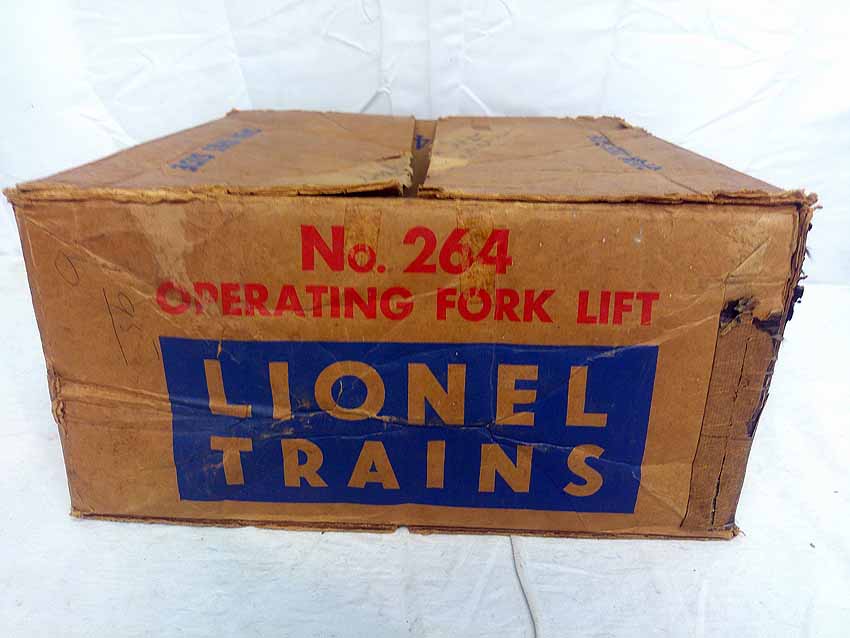 No. 264
OPERATING FORK LIFT
LIONEL
TRAINS